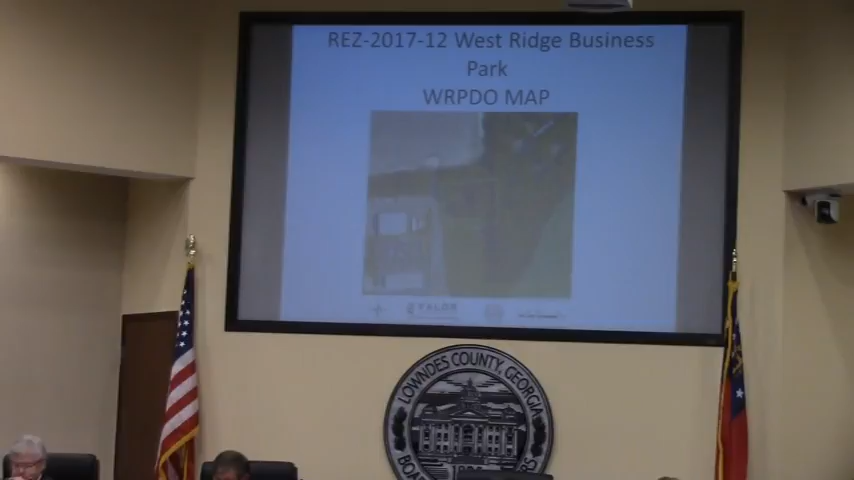 REZ-2017-12 West Ridge Business
Park
WRPDO MAP
LOWNDES COUNTY, GEORGIA